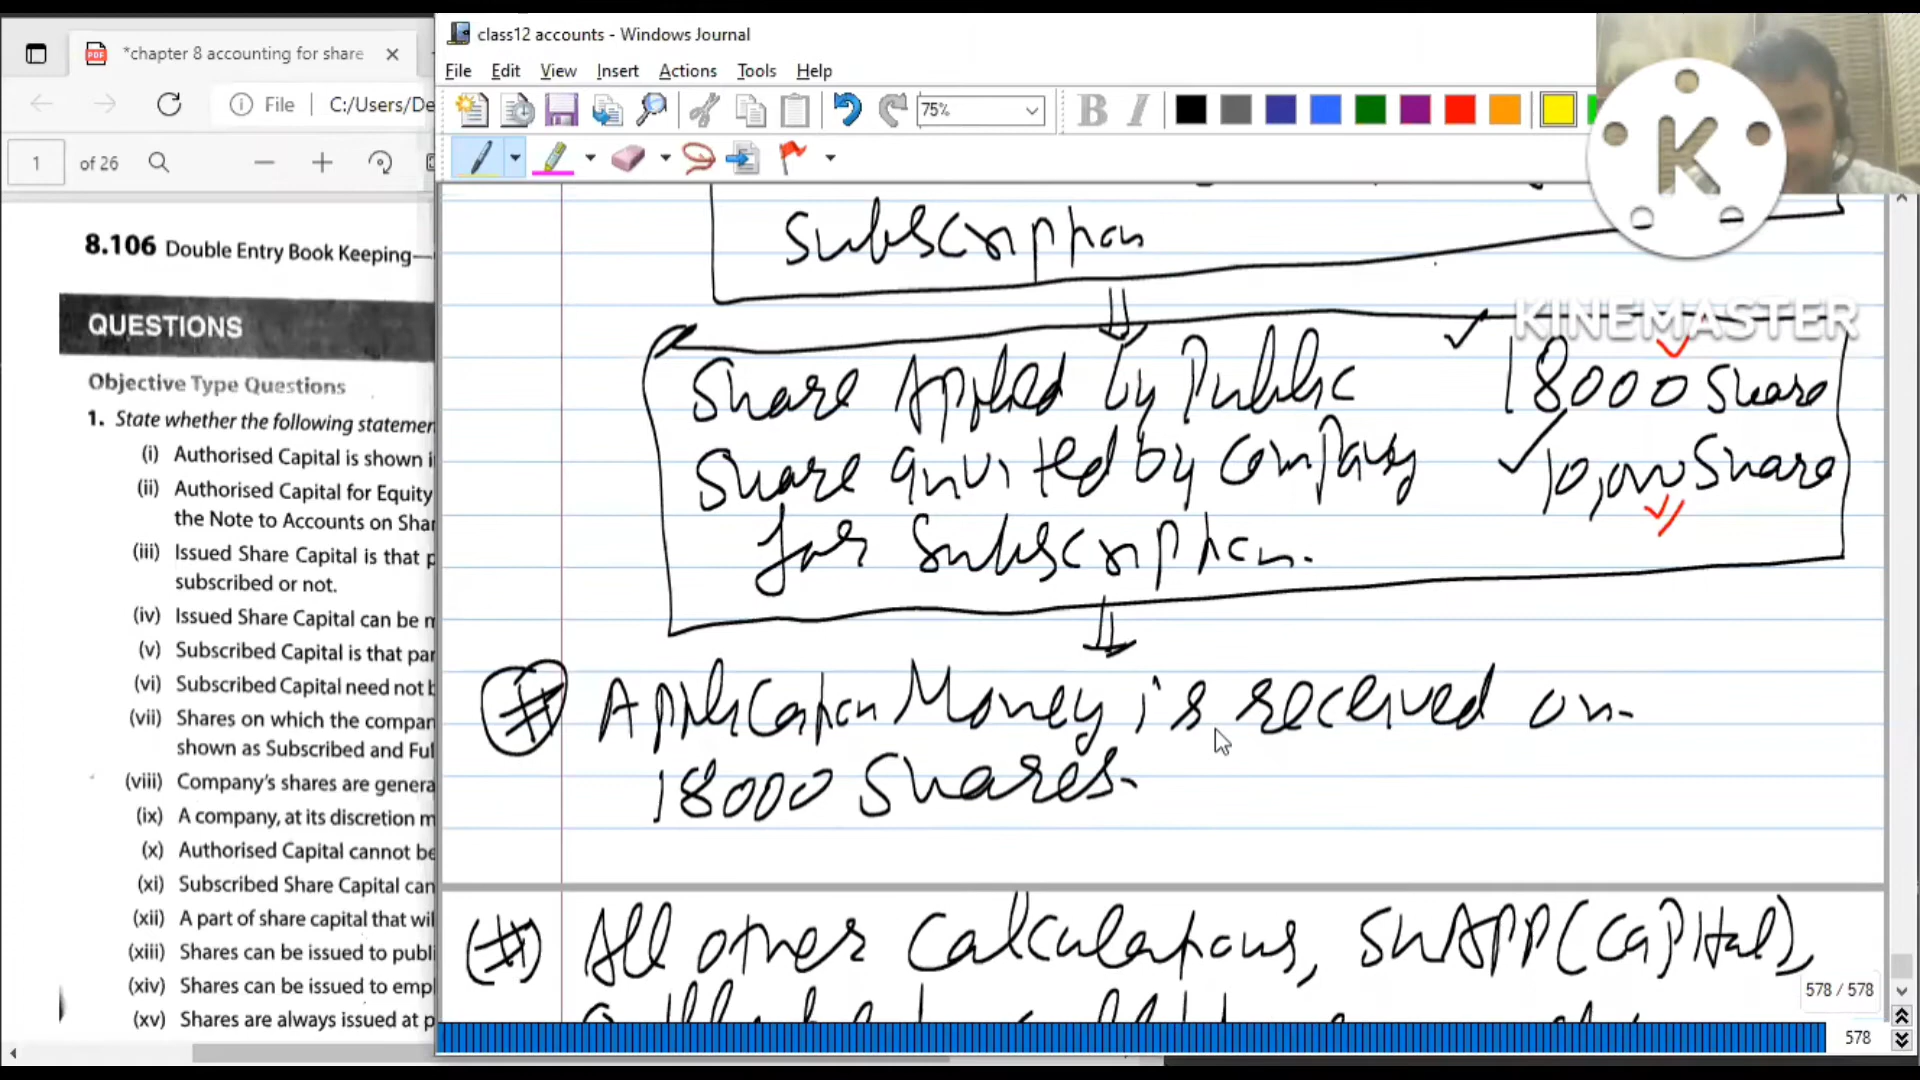 *chapter 8 accounting for share
File
C:/Users/De
1 of 26
8.106 Double Entry Book Keeping—
QUESTIONS
Objective Type Questions
1. State whether the following statemen
(i) Authorised Capital is shown i
(ii) Authorised Capital for Equity
the Note to Accounts on Shar
(iii) Issued Share Capital is that p
subscribed or not.
(iv) Issued Share Capital can be m
(v) Subscribed Capital is that par
(vi) Subscribed Capital need not b
(vii) Shares on which the compan
shown as Subscribed and Ful
(viii) Company's shares are genera
(ix) A company, at its discretion m
(x) Authorised Capital cannot be
(xi) Subscribed Share Capital can
(xii) A part of share capital that wil
(xiii) Shares can be issued to publi
(xiv) Shares can be issued to empl
(xv) Shares are always issued at p
class12 accounts - Windows Journal
File Edit View Insert Actions Tools Help
75%
B I
K
KINEMASTER
Subscription
Share Applied by Public 18000 Share
Share invited by Company 10,000 Share
for Subscription.
# Application Money is received on
18000 Shares.
(#) All other Calculations, ShAPP(Capital),
578 / 578
578